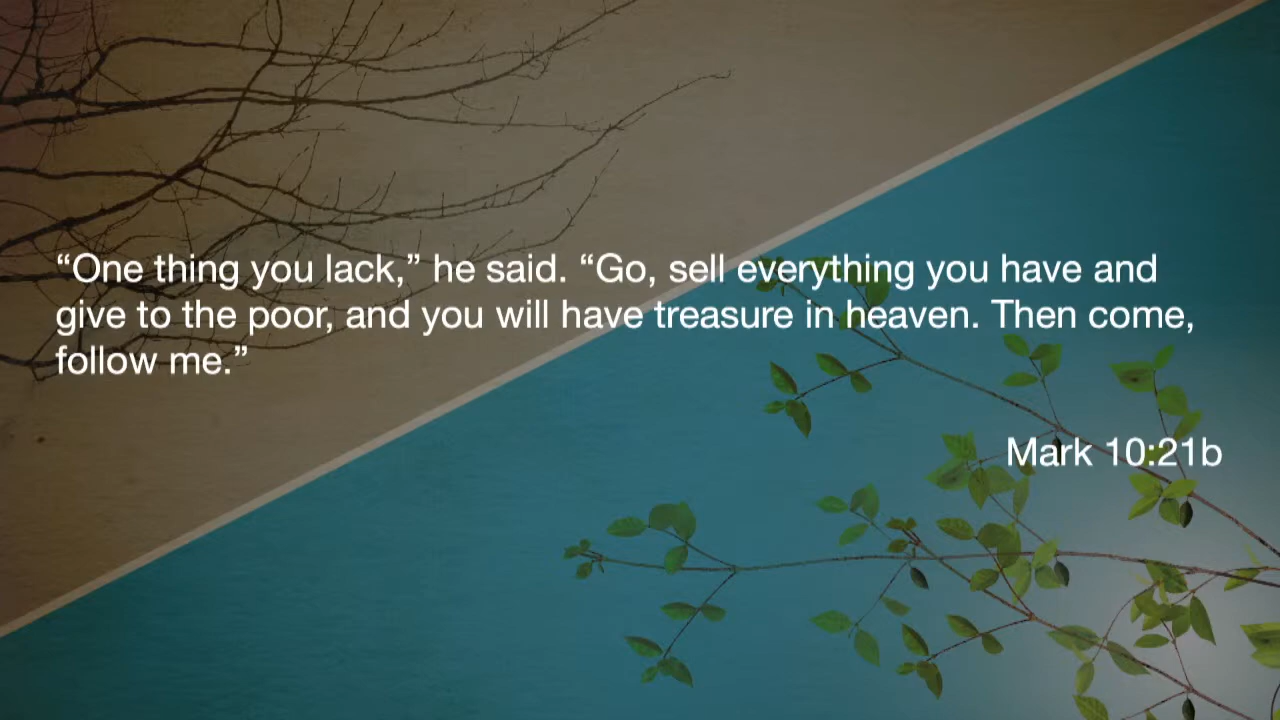 “One thing you lack,” he said. “Go, sell everything you have and
give to the poor, and you will have treasure in heaven. Then come,
follow me.”
Mark 10:21b